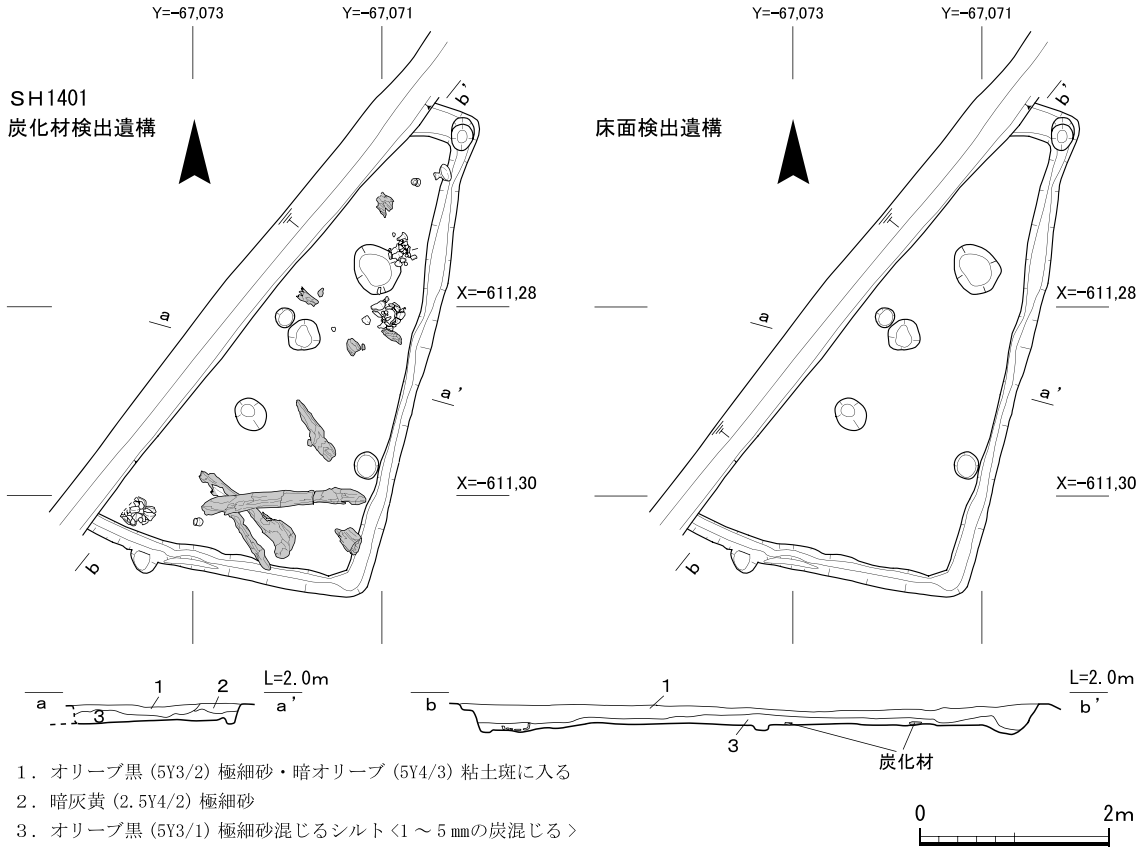 Y=−67,073
Y=−67,071
Y=−67,073
Y=−67,071
SH1401
炭化材検出遺構
床面検出遺構
b'
b'
X=−611,28
X=−611,28
a
a
a'
a'
X=−611,30
X=−611,30
b
b
L=2.0m
L=2.0m
a
1
2
3
a'
b
1
3
b'
炭化材
1. オリーブ黒 (5Y3/2) 極細砂・暗オリーブ (5Y4/3) 粘土斑に入る
2. 暗灰黄 (2.5Y4/2) 極細砂
3. オリーブ黒 (5Y3/1) 極細砂混じるシルト <1 ～ 5 ㎜の炭混じる >
0
2m